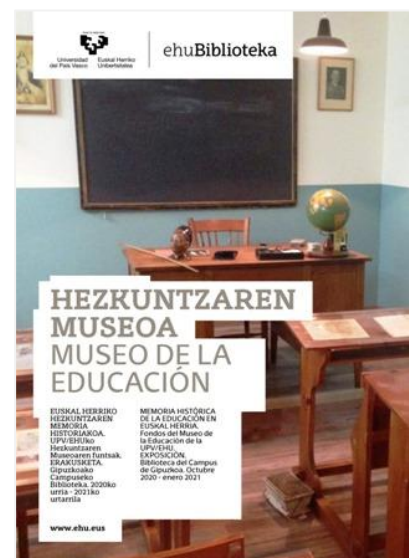 Universidad
del País Vasco
Euskal Herriko
Unibertsitatea
ehuBiblioteka
HEZKUNTZAREN
MUSEOA
MUSEO DE LA
EDUCACIÓN
EUSKAL HERRIKO
HEZKUNTZAREN
MEMORIA
HISTORIAKOA.
UPV/EHUko
Hezkuntzaren
Museoaren funtsak.
ERAKUSKETA.
Gipuzkoako
Campuseko
Biblioteka. 2020ko
urria - 2021ko
urtarrila
MEMORIA HISTÓRICA
DE LA EDUCACIÓN EN
EUSKAL HERRIA.
Fondos del Museo de
la Educación de la
UPV/EHU.
EXPOSICIÓN.
Biblioteca del Campus
de Gipuzkoa. Octubre
2020 - enero 2021
www.ehu.eus